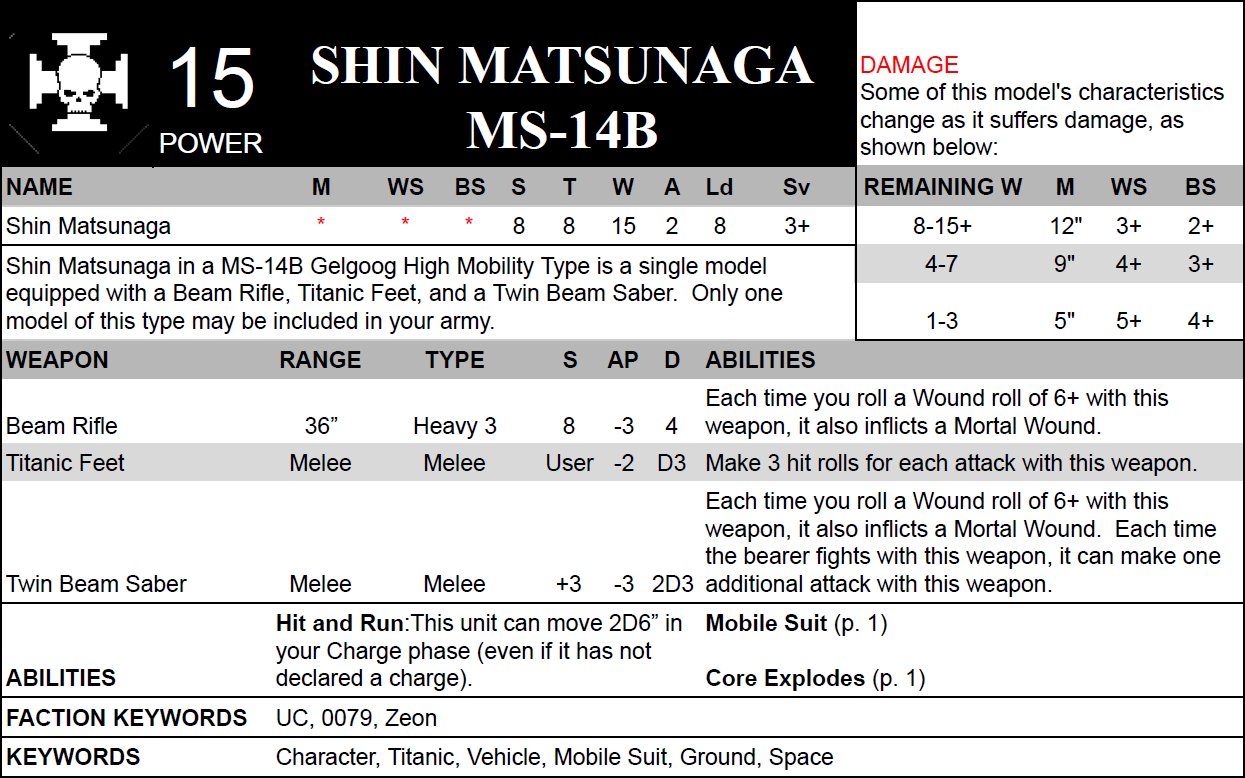 15
POWER
SHIN MATSUNAGA
MS-14B
DAMAGE
Some of this model's characteristics
change as it suffers damage, as
shown below:
NAME M WS BS S T W A Ld Sv
Shin Matsunaga * * * 8 8 15 2 8 3+
REMAINING W M WS BS
8-15+ 12" 3+ 2+
4-7 9" 4+ 3+
1-3 5" 5+ 4+
Shin Matsunaga in a MS-14B Gelgoog High Mobility Type is a single model
equipped with a Beam Rifle, Titanic Feet, and a Twin Beam Saber.  Only one
model of this type may be included in your army.
WEAPON RANGE TYPE S AP D ABILITIES
Each time you roll a Wound roll of 6+ with this
Beam Rifle 36” Heavy 3 8 -3 4 weapon, it also inflicts a Mortal Wound.
Titanic Feet Melee Melee User -2 D3 Make 3 hit rolls for each attack with this weapon.
Each time you roll a Wound roll of 6+ with this
weapon, it also inflicts a Mortal Wound.  Each time
the bearer fights with this weapon, it can make one
Twin Beam Saber Melee Melee +3 -3 2D3 additional attack with this weapon.
Hit and Run:This unit can move 2D6” in Mobile Suit (p. 1)
your Charge phase (even if it has not
ABILITIES declared a charge). Core Explodes (p. 1)
FACTION KEYWORDS UC, 0079, Zeon
KEYWORDS Character, Titanic, Vehicle, Mobile Suit, Ground, Space